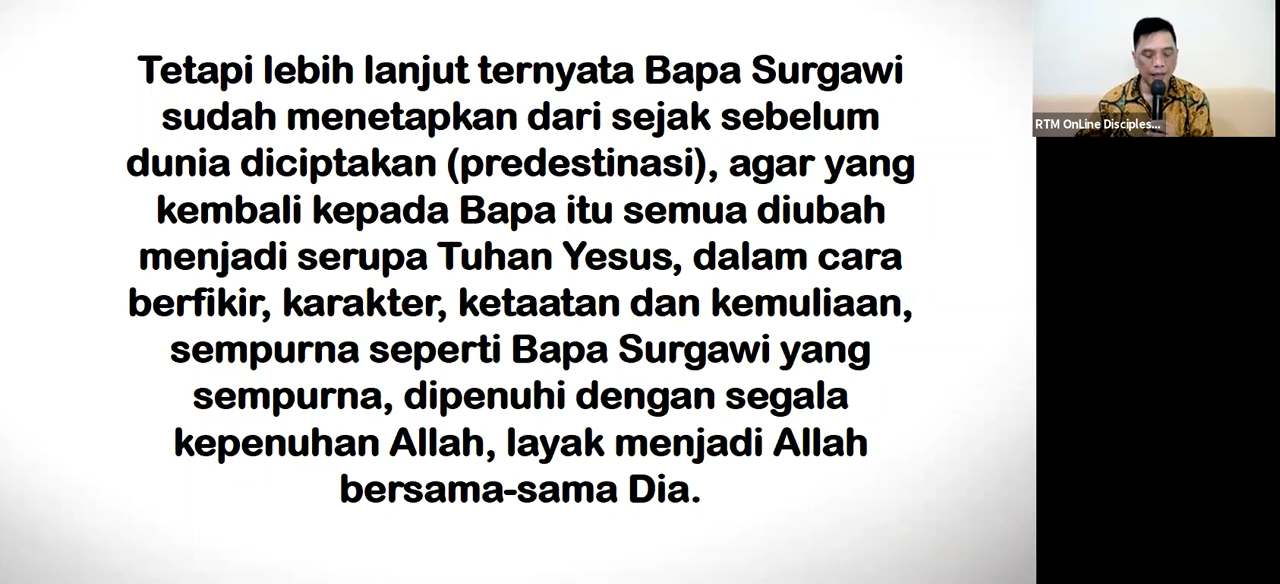 Tetapi lebih lanjut ternyata Bapa Surgawi
sudah menetapkan dari sejak sebelum
dunia diciptakan (predestinasi), agar yang
kembali kepada Bapa itu semua diubah
menjadi serupa Tuhan Yesus, dalam cara
berfikir, karakter, ketaatan dan kemuliaan,
sempurna seperti Bapa Surgawi yang
sempurna, dipenuhi dengan segala
kepenuhan Allah, layak menjadi Allah
bersama-sama Dia.
RTM OnLine Disciples...